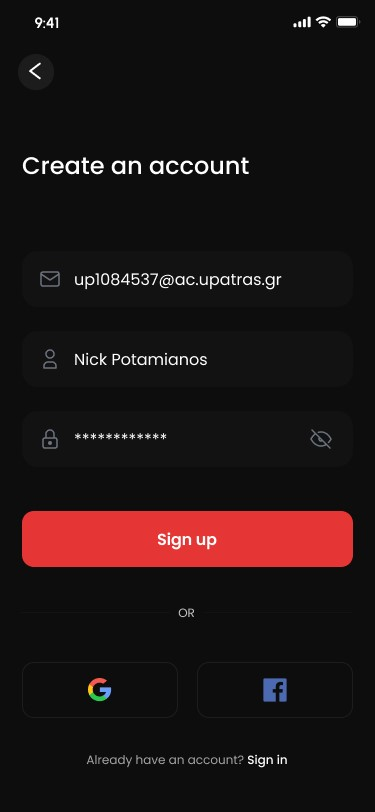 9:41
Create an account
up1084537@ac.upatras.gr
Nick Potamianos
************
Sign up
OR
Already have an account? Sign in